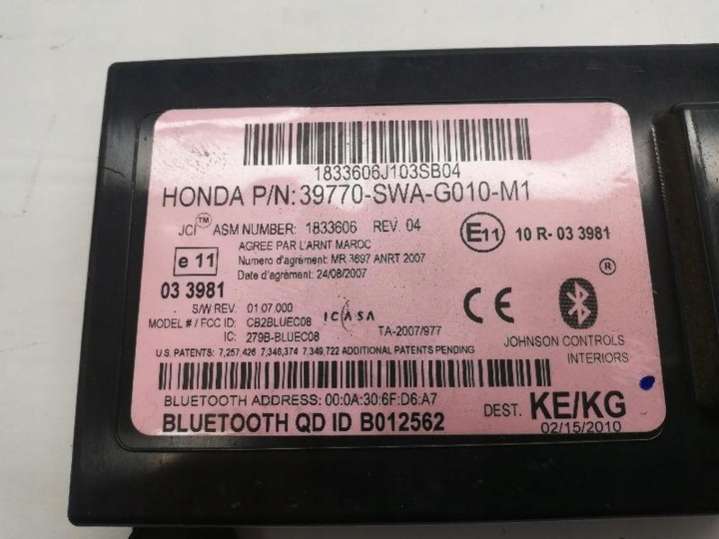 1833606J103SB04
HONDA P/N: 39770-SWA-G010-M1
JCI™ ASM NUMBER: 1833606 REV. 04
E11 10 R- 03 3981
AGREE PAR L'ARNT MAROC
e 11
Numero d'agrément: MR 3697 ANRT 2007
Date d'agrément: 24/08/2007
03 3981
S/W REV. 01.07.000
MODEL # / FCC ID: CB2BLUEC08
ICASA
TA-2007/977
IC: 279B-BLUEC08
CE
®
JOHNSON CONTROLS
INTERIORS
U.S. PATENTS: 7,257,426 7,346,374 7,349,722 ADDITIONAL PATENTS PENDING
BLUETOOTH ADDRESS: 00:0A:30:6F:D6:A7
BLUETOOTH QD ID B012562
DEST. KE/KG
02/15/2010